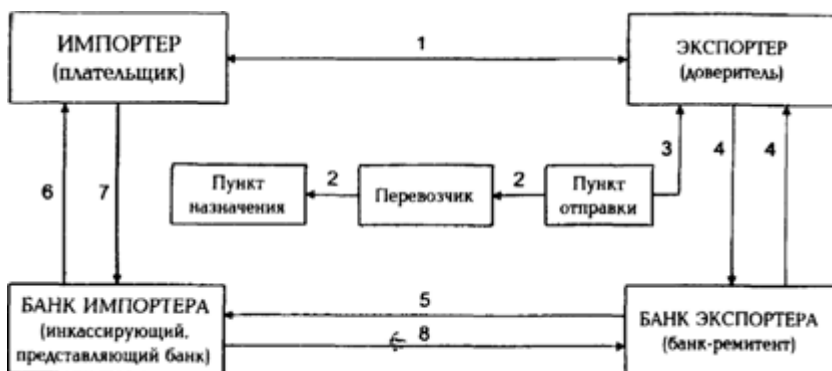 ИМПОРТЕР
(плательщик)
1
ЭКСПОРТЕР
(доверитель)
6
7
Пункт
назначения
2
Перевозчик
2
Пункт
отправки
3
4
4
БАНК ИМПОРТЕРА
(инкассирующий,
представляющий банк)
5
8
БАНК ЭКСПОРТЕРА
(банк-ремитент)